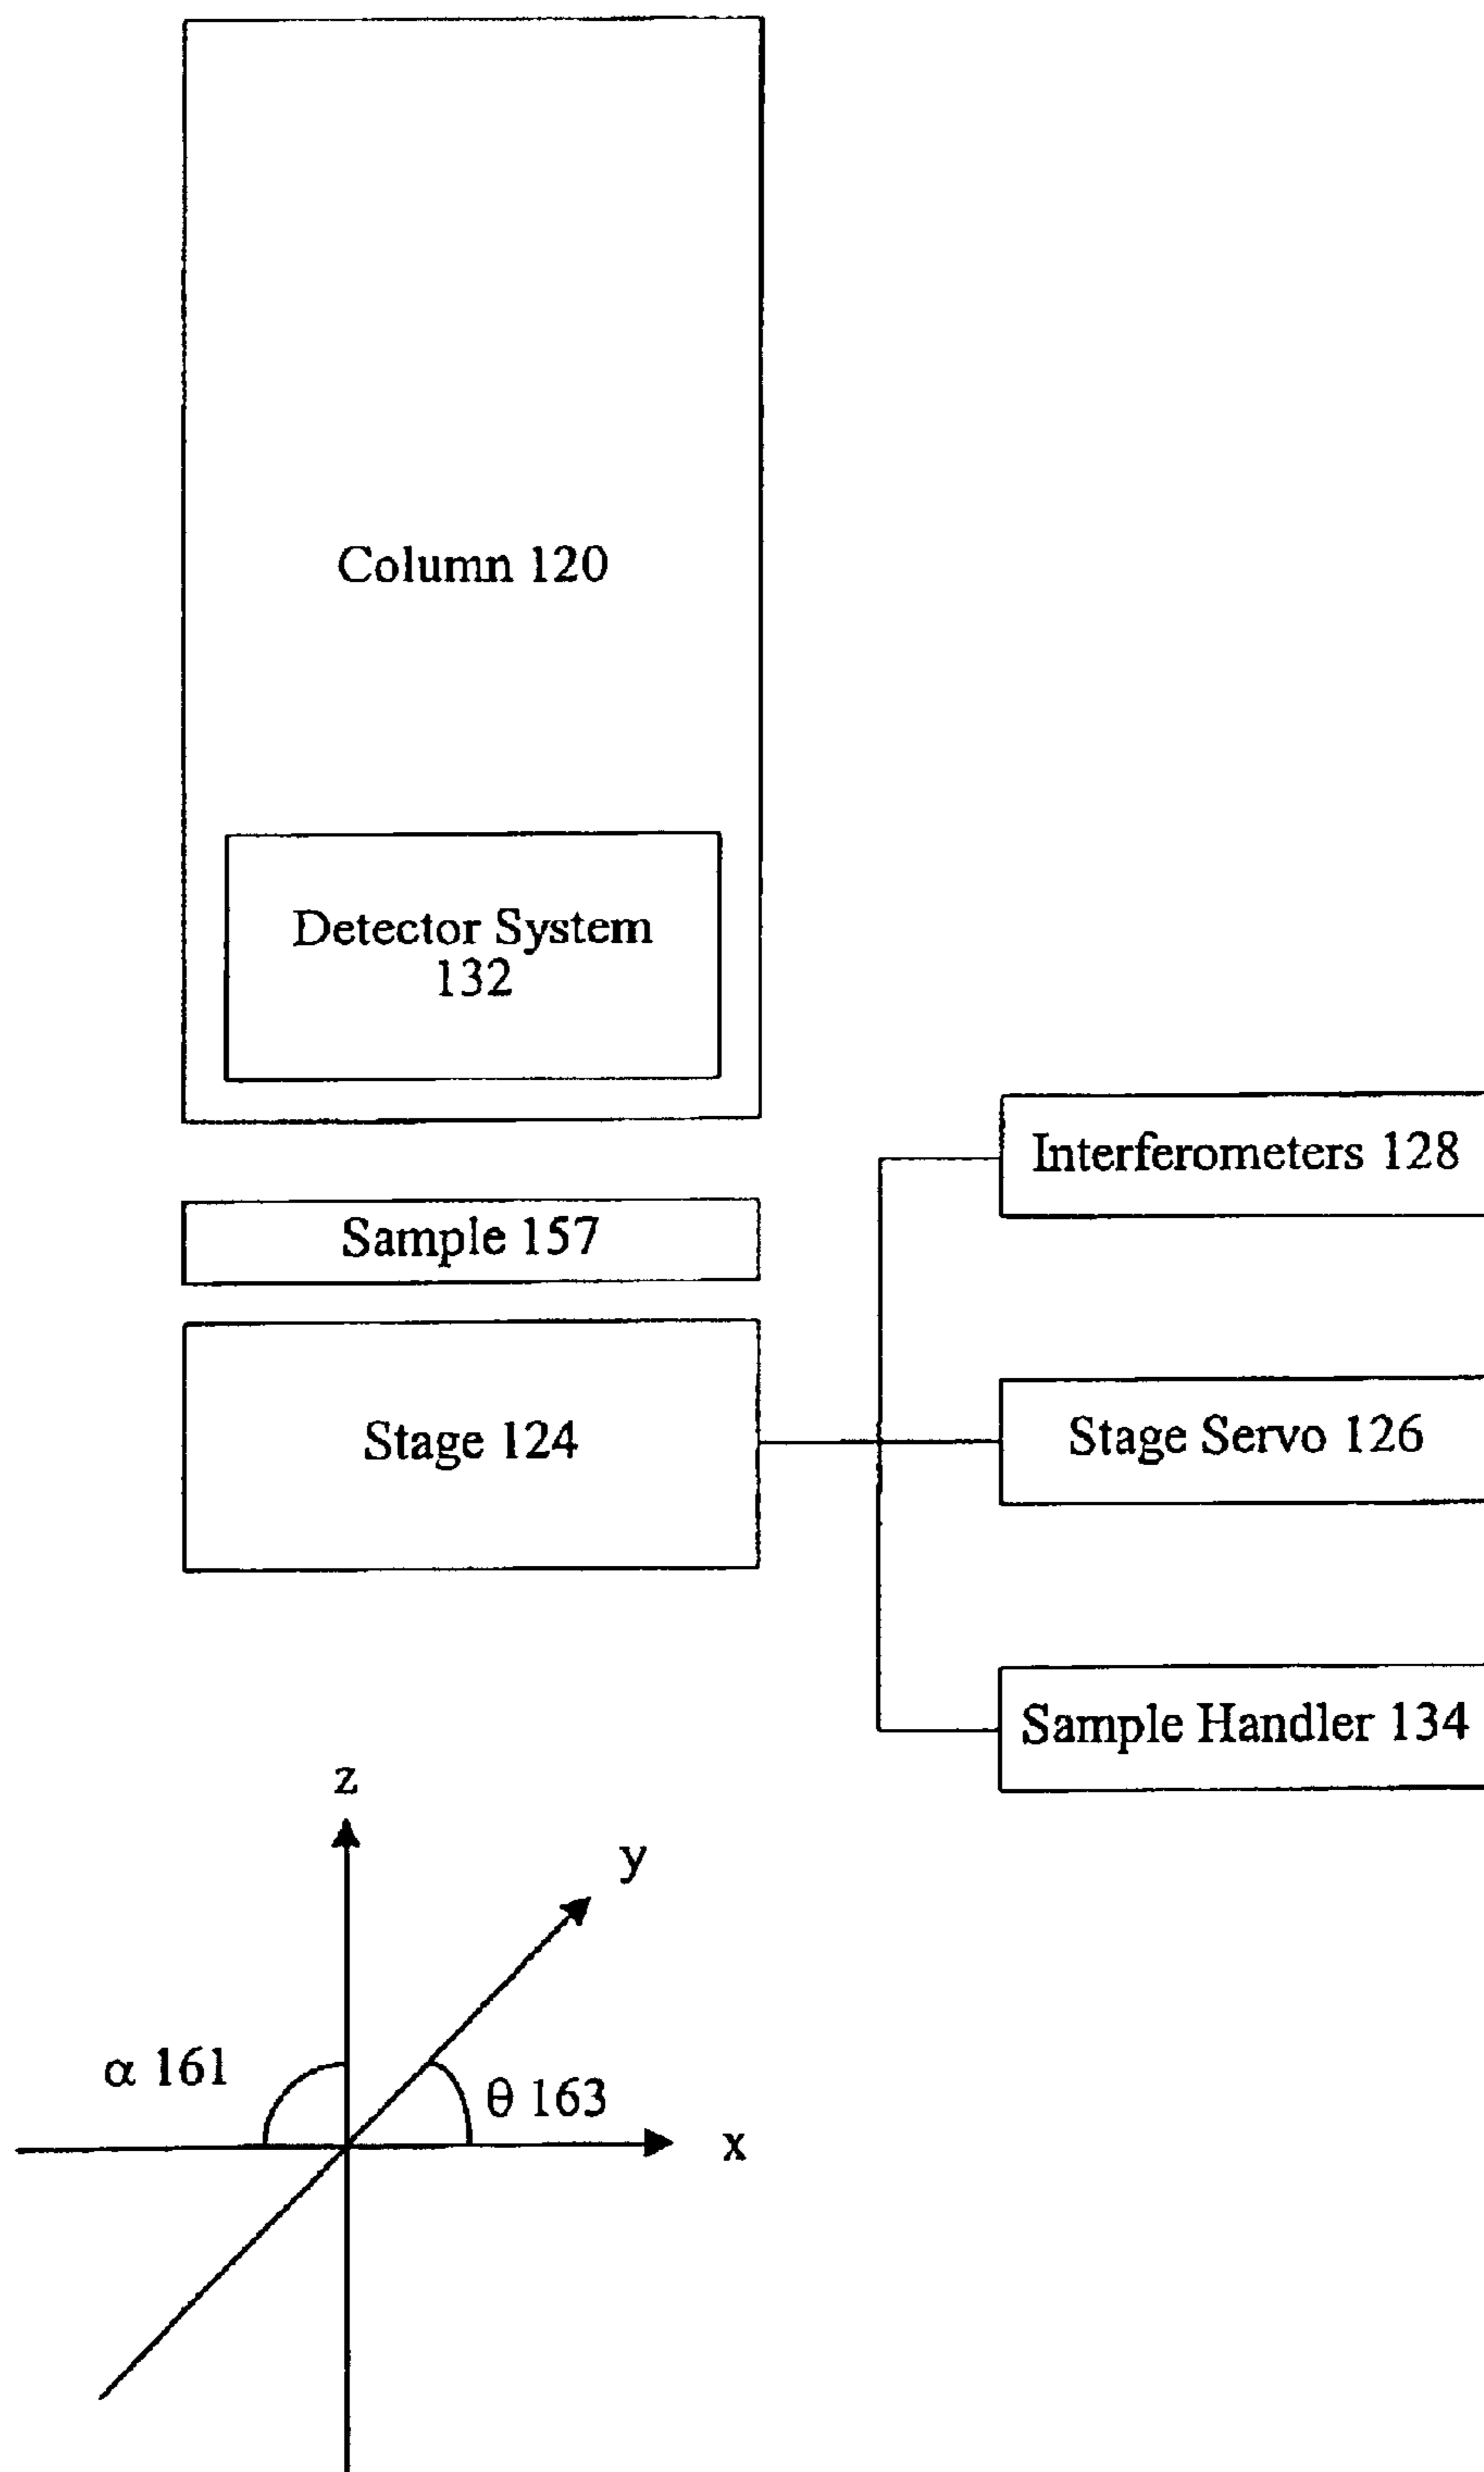 Column 120
Detector System
132
Interferometers 128
Sample 157
Stage 124
Stage Servo 126
Sample Handler 134
z
y
α 161
θ 163
x